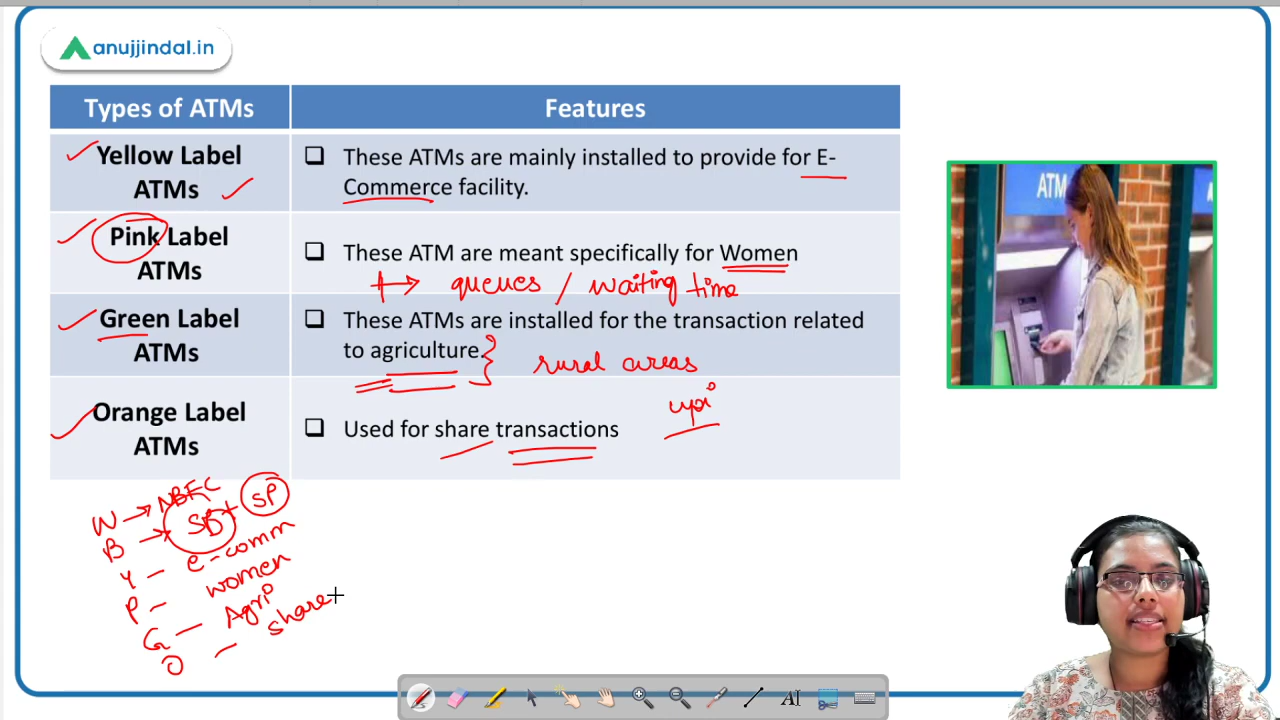 anujjindal.in
Types of ATMs
Features
Yellow Label
ATMs
❑ These ATMs are mainly installed to provide for E-
Commerce facility.
Pink Label
ATMs
❑ These ATM are meant specifically for Women
queues / waiting time
Green Label
ATMs
❑ These ATMs are installed for the transaction related
to agriculture.
rural areas
Orange Label
ATMs
❑ Used for share transactions
upi
W → NBFC
B → SB + SP
Y - e-comm
P - women
G - Agri
O - share
ATM
AI